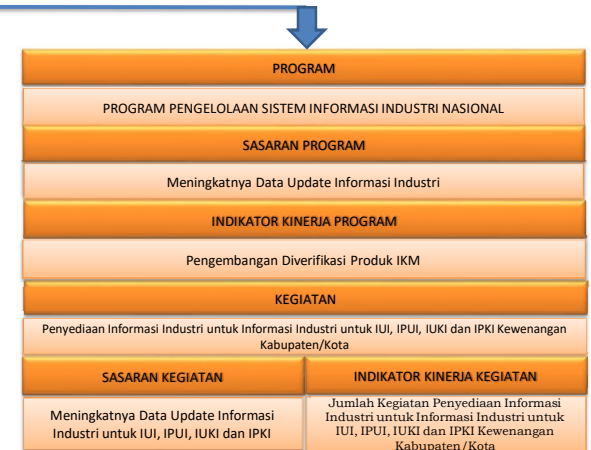 PROGRAM
PROGRAM PENGELOLAAN SISTEM INFORMASI INDUSTRI NASIONAL
SASARAN PROGRAM
Meningkatnya Data Update Informasi Industri
INDIKATOR KINERJA PROGRAM
Pengembangan Diverifikasi Produk IKM
KEGIATAN
Penyediaan Informasi Industri untuk Informasi Industri untuk IUI, IPUI, IUKI dan IPKI Kewenangan
Kabupaten/Kota
SASARAN KEGIATAN
Meningkatnya Data Update Informasi
Industri untuk IUI, IPUI, IUKI dan IPKI
INDIKATOR KINERJA KEGIATAN
Jumlah Kegiatan Penyediaan Informasi
Industri untuk Informasi Industri untuk
IUI, IPUI, IUKI dan IPKI Kewenangan
Kabupaten/Kota